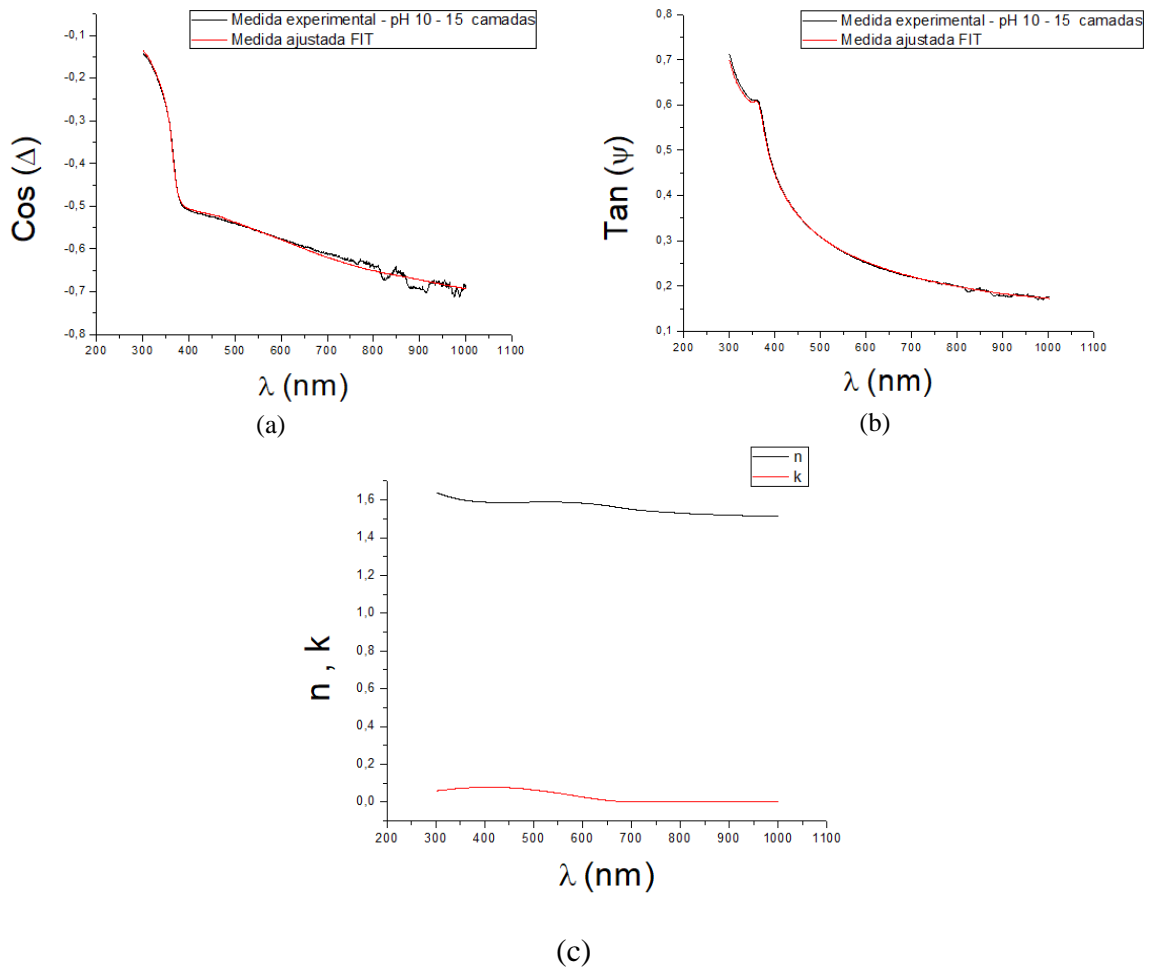 Medida experimental - pH 10 - 15 camadas
Medida ajustada FIT
-0,1
-0,2
-0,3
-0,4
-0,5
-0,6
-0,7
-0,8
Cos (Δ)
200 300 400 500 600 700 800 900 1000 1100
λ (nm)
(a)
Medida experimental - pH 10 - 15 camadas
Medida ajustada FIT
0,8
0,7
0,6
0,5
0,4
0,3
0,2
0,1
Tan (ψ)
200 300 400 500 600 700 800 900 1000 1100
λ (nm)
(b)
n
k
1,6
1,4
1,2
1,0
0,8
0,6
0,4
0,2
0,0
n , k
200 300 400 500 600 700 800 900 1000 1100
λ (nm)
(c)